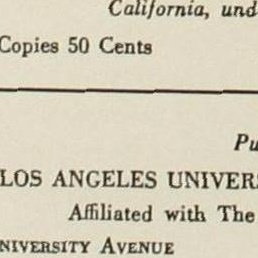 California, und
Copies 50 Cents
Pu
LOS ANGELES UNIVERS
Affiliated with The
NIVERSITY AVENUE